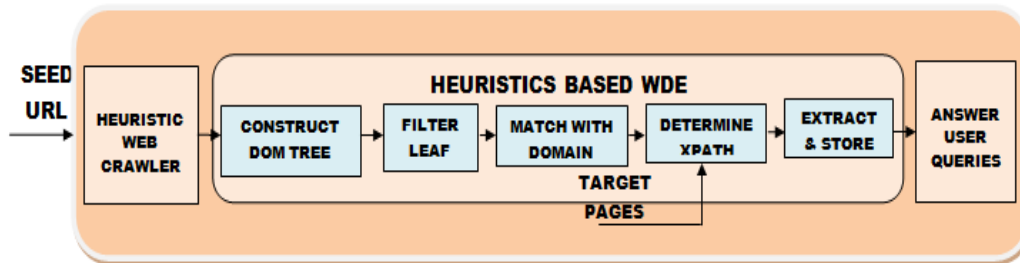 SEED
URL
HEURISTIC
WEB
CRAWLER
HEURISTICS BASED WDE
CONSTRUCT
DOM TREE
FILTER
LEAF
MATCH WITH
DOMAIN
DETERMINE
XPATH
EXTRACT
& STORE
TARGET
PAGES
ANSWER
USER
QUERIES